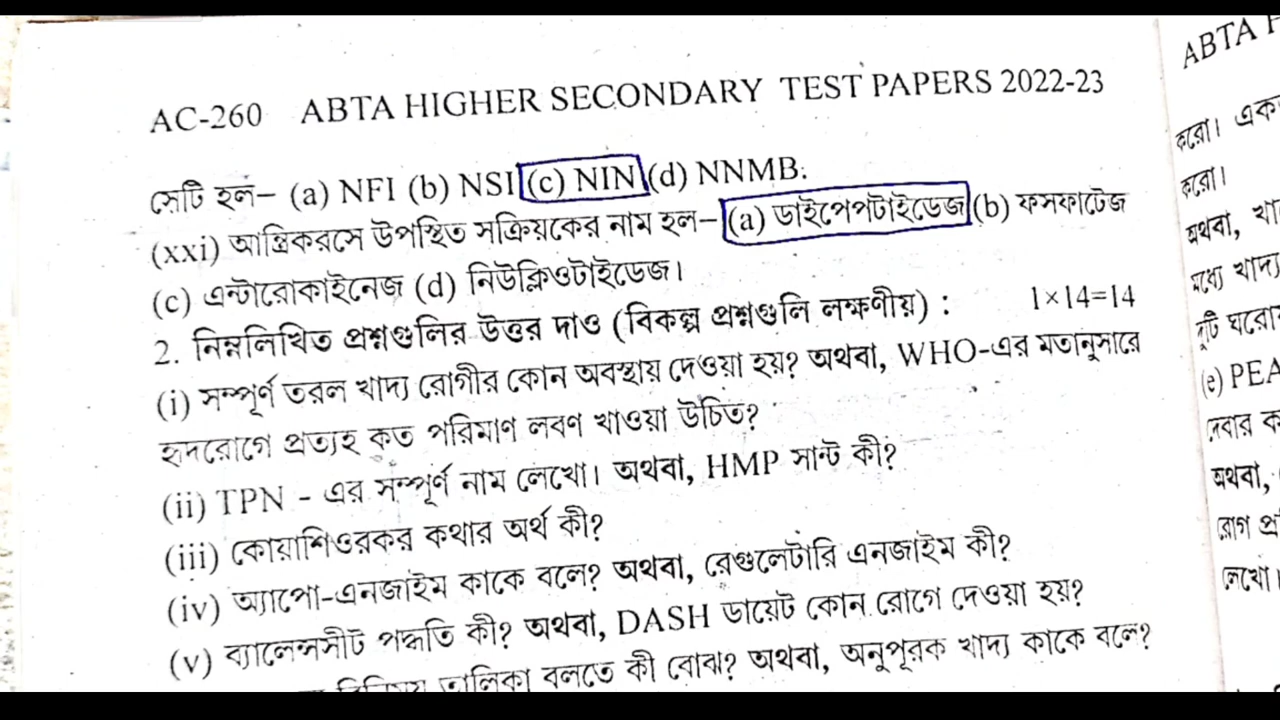 AC-260 ABTA HIGHER SECONDARY TEST PAPERS 2022-23
সেটি হল– (a) NFI (b) NSI (c) NIN (d) NNMB.
(xxi) আন্ত্রিকরসে উপস্থিত সক্রিয়কের নাম হল– (a) ডাইপেপটাইডেজ (b) ফসফাটেজ
(c) এন্টারোকাইনেজ (d) নিউক্লিওটাইডেজ।
2. নিম্নলিখিত প্রশ্নগুলির উত্তর দাও (বিকল্প প্রশ্নগুলি লক্ষণীয়) : 1×14=14
(i) সম্পূর্ণ তরল খাদ্য রোগীর কোন অবস্থায় দেওয়া হয়? অথবা, WHO-এর মতানুসারে
হৃদরোগে প্রত্যহ কত পরিমাণ লবণ খাওয়া উচিত?
(ii) TPN - এর সম্পূর্ণ নাম লেখো। অথবা, HMP সান্ট কী?
(iii) কোয়াশিওরকর কথার অর্থ কী?
(iv) অ্যাপো-এনজাইম কাকে বলে? অথবা, রেগুলেটারি এনজাইম কী?
(v) ব্যালেন্সসীট পদ্ধতি কী? অথবা, DASH ডায়েট কোন রোগে দেওয়া হয়?
বিনিময় তালিকা বলতে কী বোঝ? অথবা, অনুপূরক খাদ্য কাকে বলে?
ABTA
করো। এক
করো।
অথবা, খা
মধ্যে খাদ্য
দুটি ঘরো
(e) PEA
দেবার ক
অথবা,
রোগ প্র
লেখো।